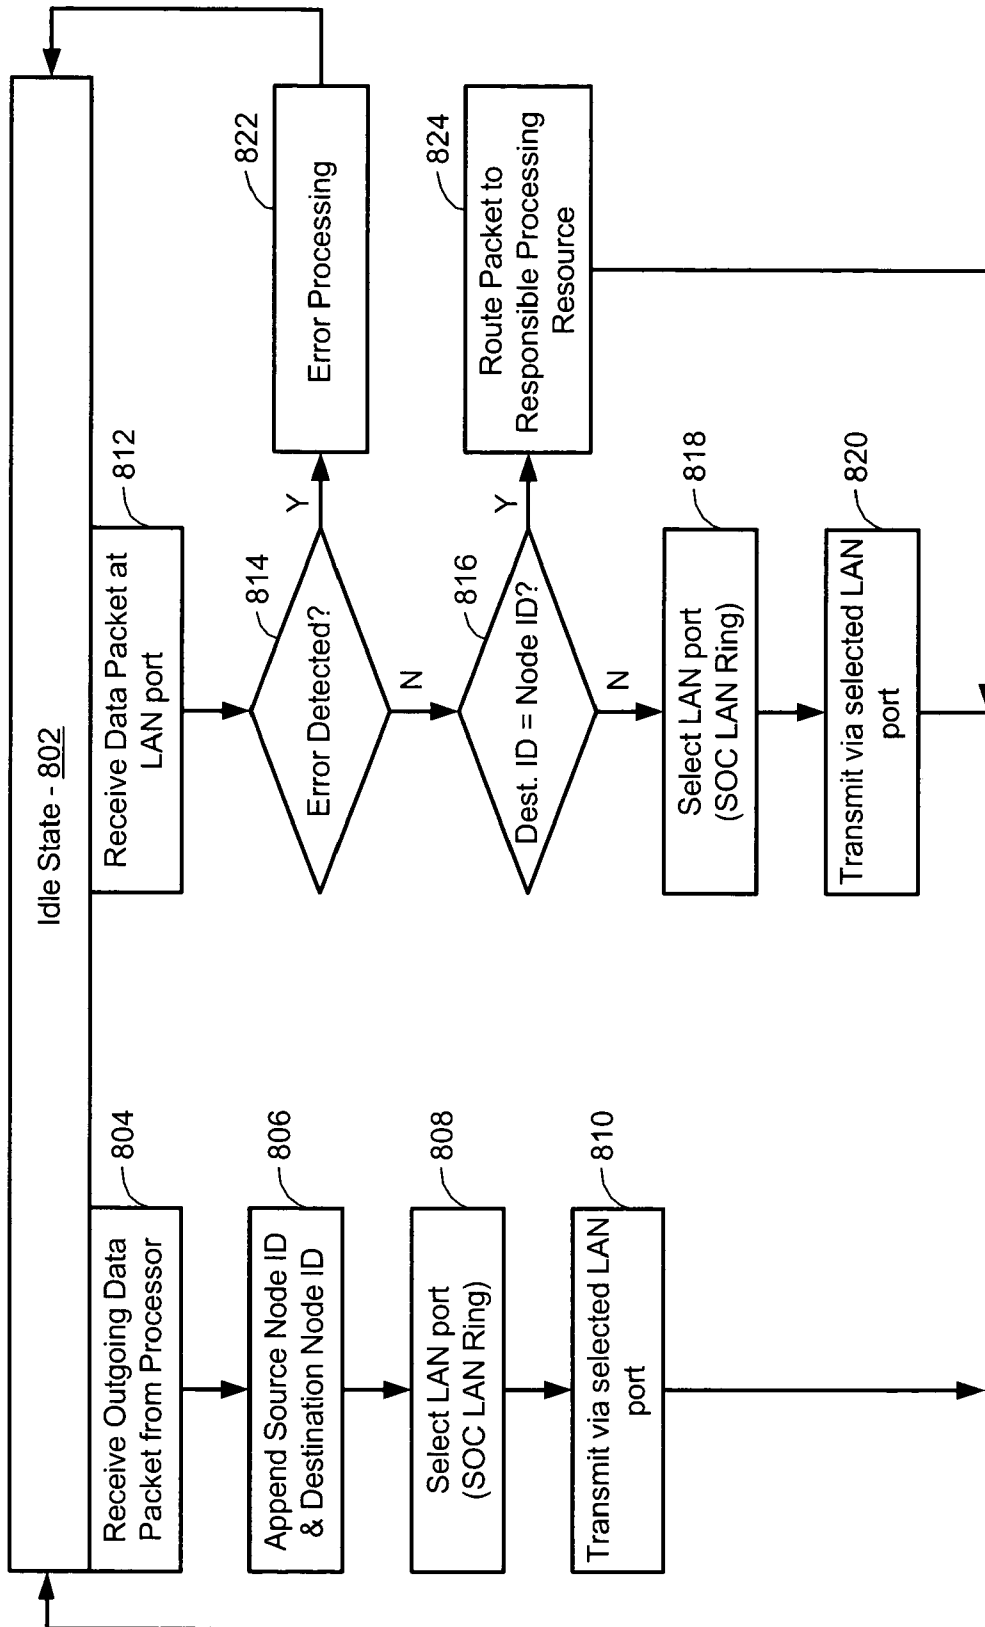 Idle State - 802
Receive Outgoing Data
Packet from Processor
804
Append Source Node ID
& Destination Node ID
806
Select LAN port
(SOC LAN Ring)
808
Transmit via selected LAN
port
810
Receive Data Packet at
LAN port
812
Error Detected?
814
Y
N
Error Processing
822
Dest. ID = Node ID?
816
Y
N
Route Packet to
Responsible Processing
Resource
824
Select LAN port
(SOC LAN Ring)
818
Transmit via selected LAN
port
820